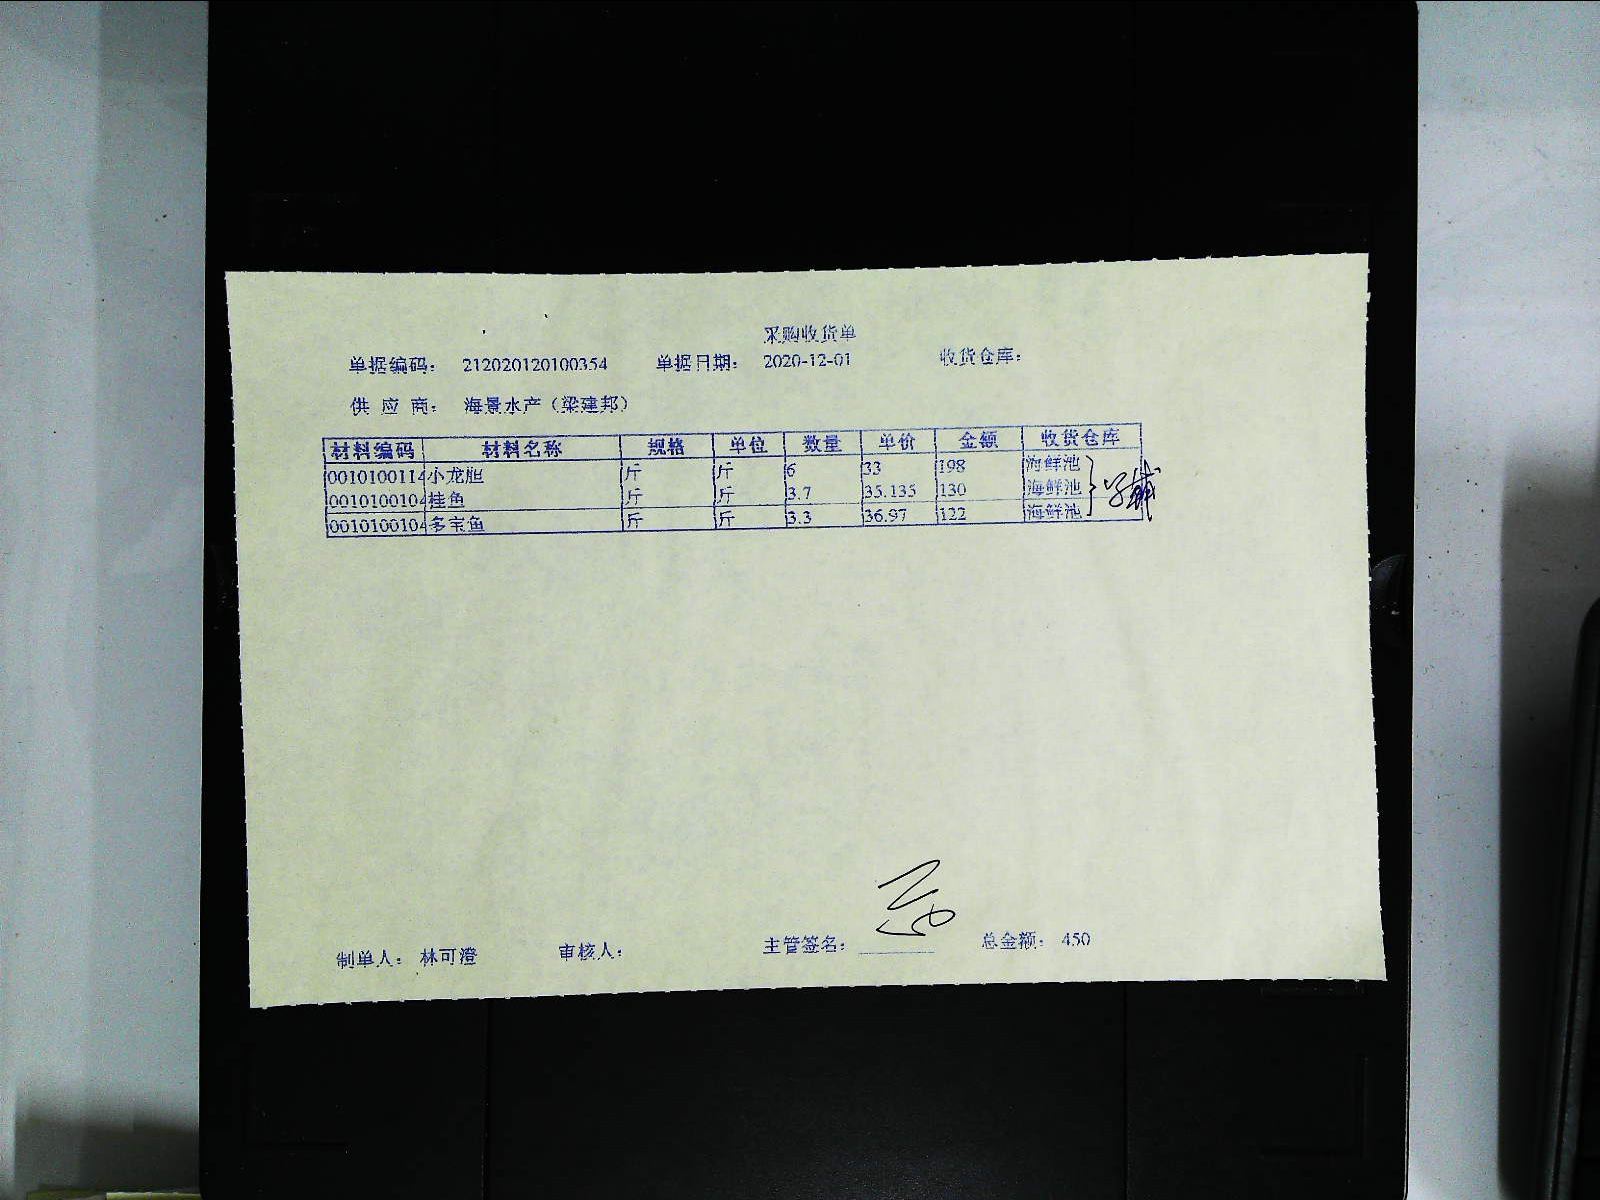 采购收货单
单据编码: 212020120100354 单据日期: 2020-12-01 收货仓库:
供 应 商: 海景水产(梁建邦)
材料编码 材料名称 规格 单位 数量 单价 金额 收货仓库
0010100114 小龙胆 斤 斤 6 33 198 海鲜池
0010100104 桂鱼 斤 斤 3.7 35.135 130 海鲜池
0010100104 多宝鱼 斤 斤 3.3 36.97 122 海鲜池
制单人: 林可澄 审核人: 主管签名: 总金额: 450